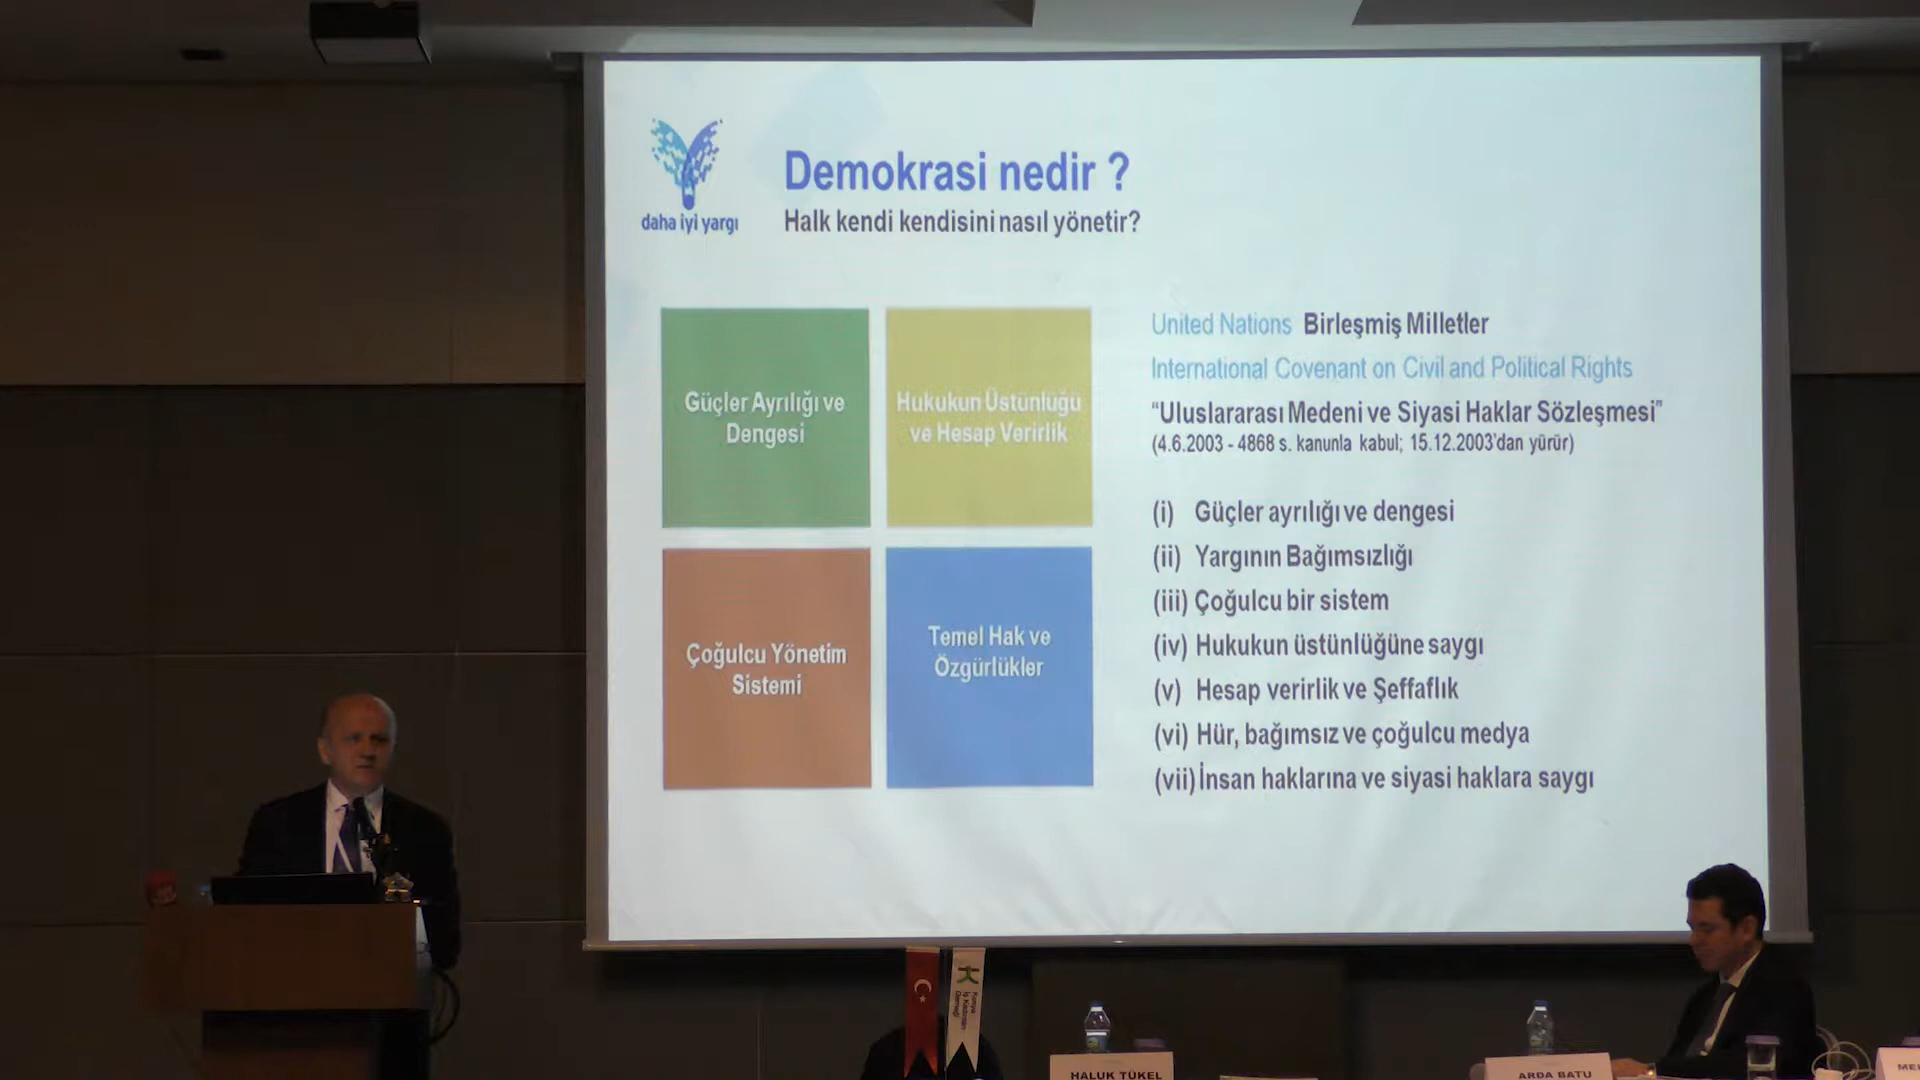 daha iyi yargı
Demokrasi nedir ?
Halk kendi kendisini nasıl yönetir?
Güçler Ayrılığı ve
Dengesi
Hukukun Üstünlüğü
ve Hesap Verirlik
Çoğulcu Yönetim
Sistemi
Temel Hak ve
Özgürlükler
United Nations Birleşmiş Milletler
International Covenant on Civil and Political Rights
“Uluslararası Medeni ve Siyasi Haklar Sözleşmesi”
(4.6.2003 - 4868 s. kanunla kabul; 15.12.2003'dan yürür)
(i) Güçler ayrılığı ve dengesi
(ii) Yargının Bağımsızlığı
(iii) Çoğulcu bir sistem
(iv) Hukukun üstünlüğüne saygı
(v) Hesap verirlik ve Şeffaflık
(vi) Hür, bağımsız ve çoğulcu medya
(vii) İnsan haklarına ve siyasi haklara saygı
Konya
İş Kadınları
Derneği
HALUK TÜKEL
ARDA BATU